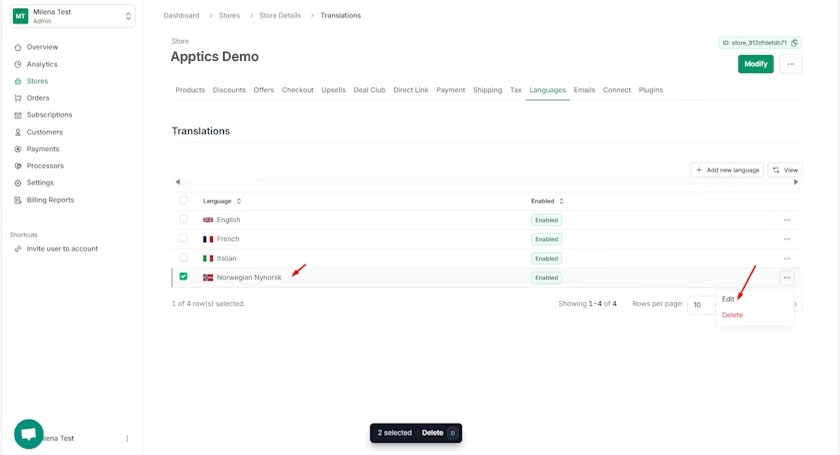 MT
Milena Test
Admin
Overview
Analytics
Stores
Orders
Subscriptions
Customers
Payments
Processors
Settings
Billing Reports
Shortcuts
Invite user to account
ilena Test
Dashboard > Stores > Store Details > Translations
Store
Apptics Demo
ID: store_912dfdefdb71
Modify
Products Discounts Offers Checkout Upsells Deal Club Direct Link Payment Shipping Tax Languages Emails Connect Plugins
Translations
+ Add new language View
Language Enabled
English Enabled
French Enabled
Italian Enabled
Norwegian Nynorsk Enabled
1 of 4 row(s) selected. Showing 1-4 of 4 Rows per page: 10
Edit
Delete
2 selected Delete D